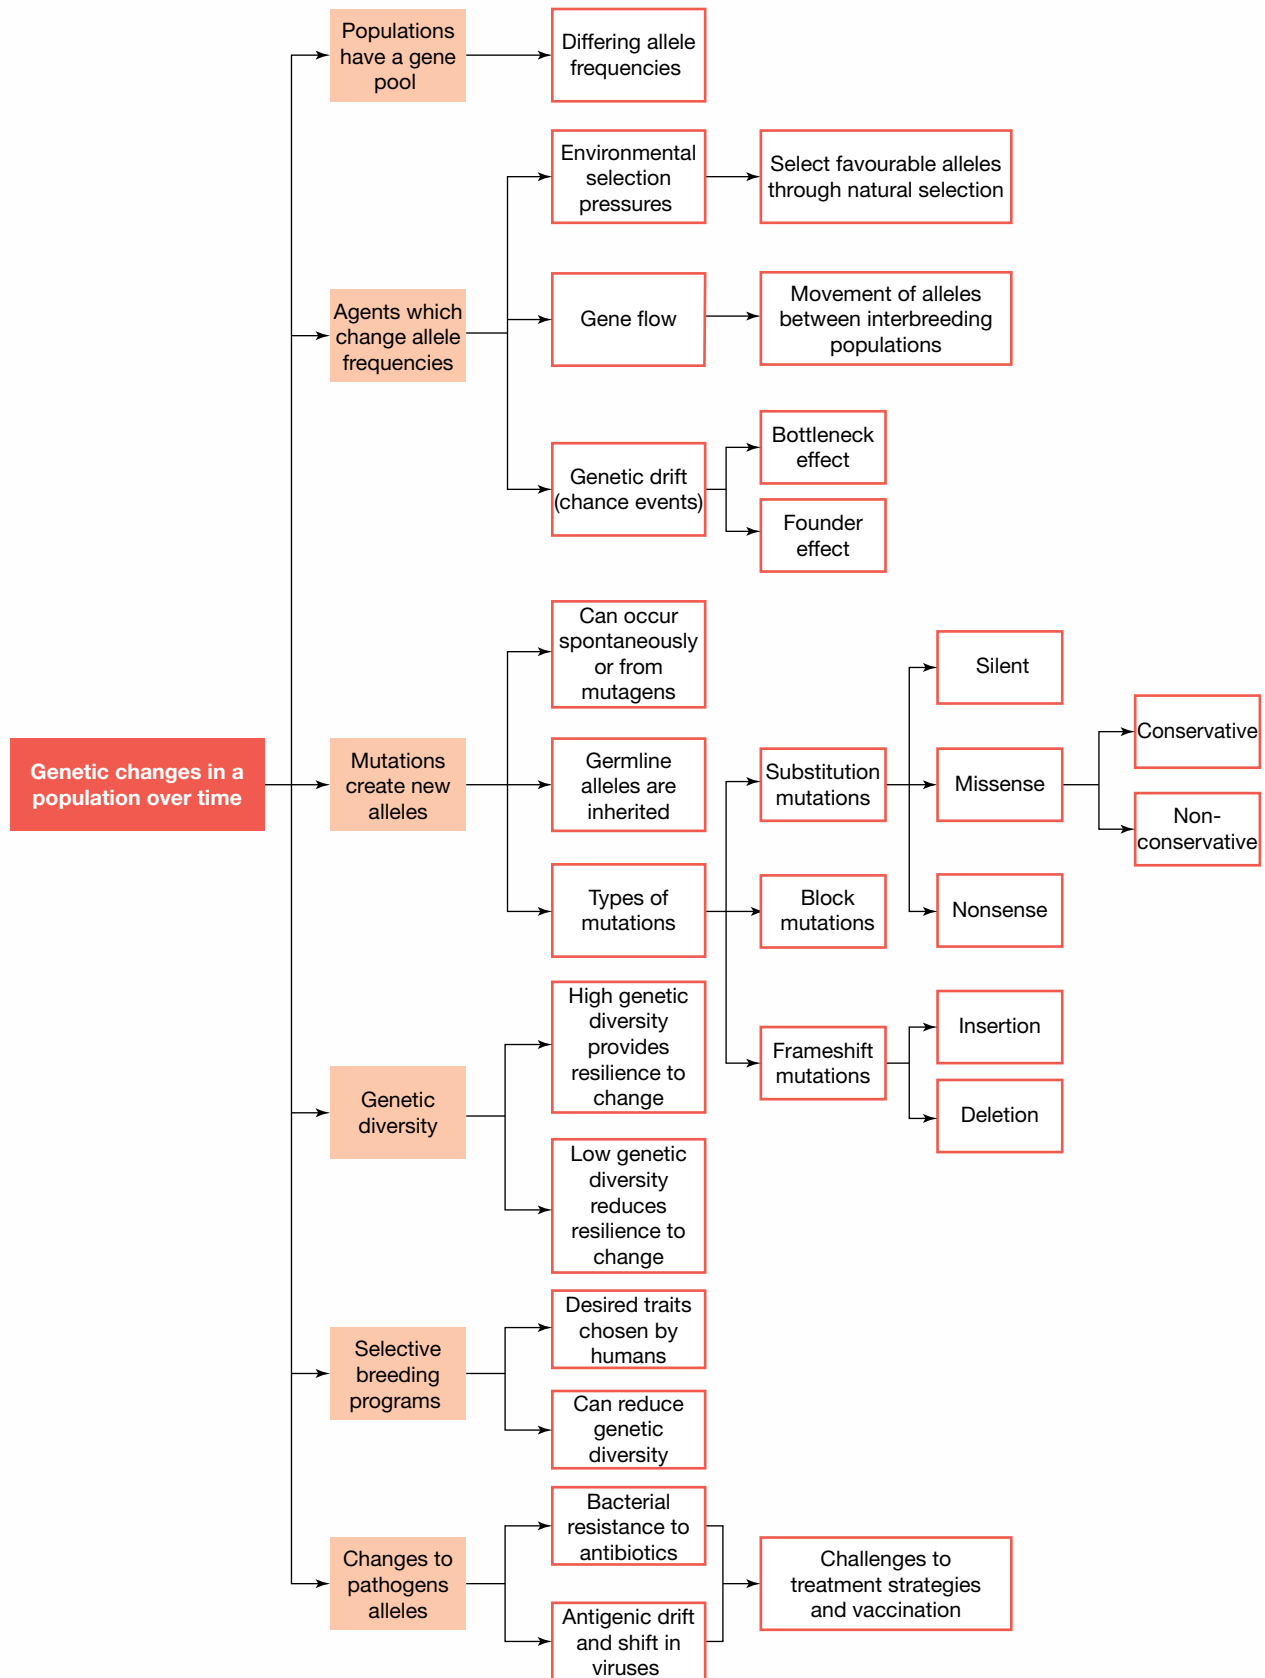 Populations
have a gene
pool
Differing allele
frequencies
Environmental
selection
pressures
Select favourable alleles
through natural selection
Agents which
change allele
frequencies
Gene flow
Movement of alleles
between interbreeding
populations
Genetic drift
(chance events)
Bottleneck
effect
Founder
effect
Genetic changes in a
population over time
Mutations
create new
alleles
Can occur
spontaneously
or from
mutagens
Germline
alleles are
inherited
Types of
mutations
Substitution
mutations
Silent
Missense
Conservative
Non-
conservative
Nonsense
Block
mutations
Frameshift
mutations
Insertion
Deletion
Genetic
diversity
High genetic
diversity
provides
resilience to
change
Low genetic
diversity
reduces
resilience to
change
Selective
breeding
programs
Desired traits
chosen by
humans
Can reduce
genetic
diversity
Changes to
pathogens
alleles
Bacterial
resistance to
antibiotics
Antigenic drift
and shift in
viruses
Challenges to
treatment strategies
and vaccination